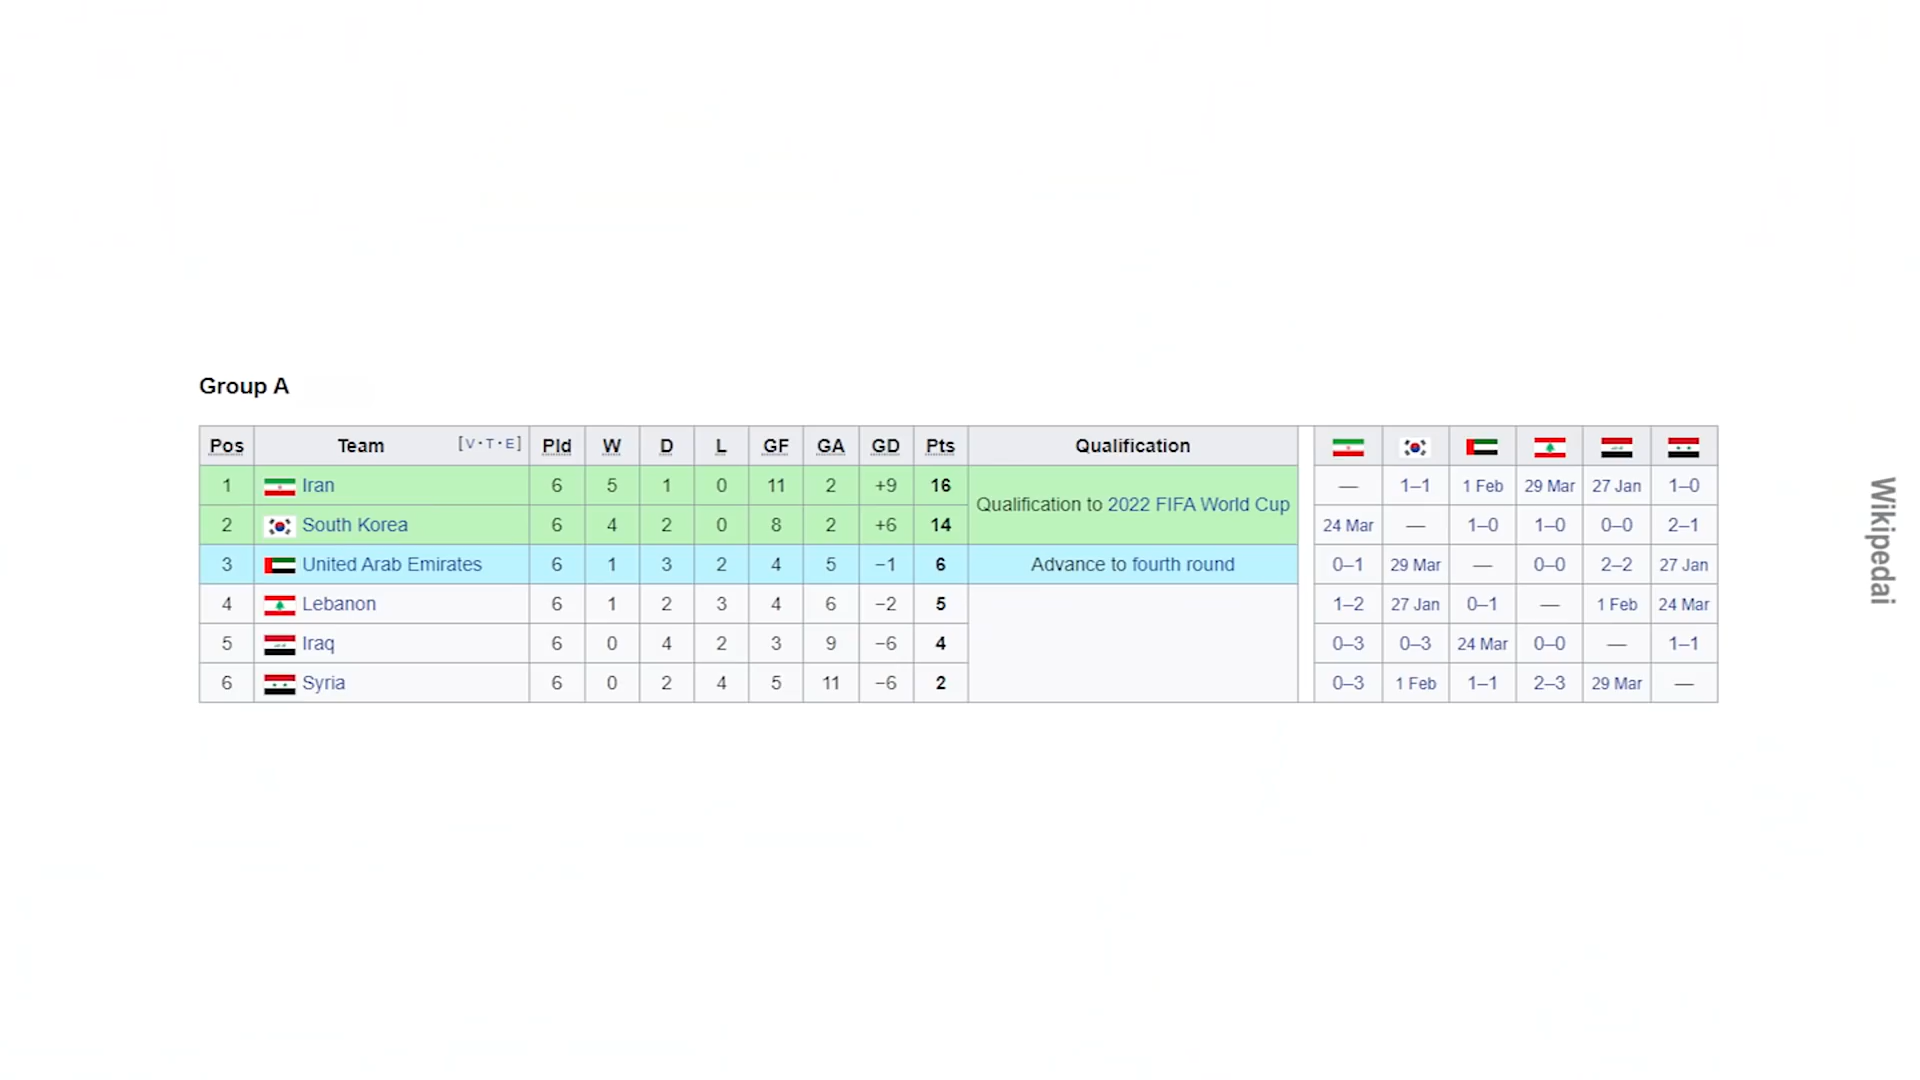 Group A
Pos Team [V·T·E] Pld W D L GF GA GD Pts Qualification
1 Iran 6 5 1 0 11 2 +9 16 Qualification to 2022 FIFA World Cup — 1–1 1 Feb 29 Mar 27 Jan 1–0
2 South Korea 6 4 2 0 8 2 +6 14 24 Mar — 1–0 1–0 0–0 2–1
3 United Arab Emirates 6 1 3 2 4 5 −1 6 Advance to fourth round 0–1 29 Mar — 0–0 2–2 27 Jan
4 Lebanon 6 1 2 3 4 6 −2 5 1–2 27 Jan 0–1 — 1 Feb 24 Mar
5 Iraq 6 0 4 2 3 9 −6 4 0–3 0–3 24 Mar 0–0 — 1–1
6 Syria 6 0 2 4 5 11 −6 2 0–3 1 Feb 1–1 2–3 29 Mar —
Wikipedai